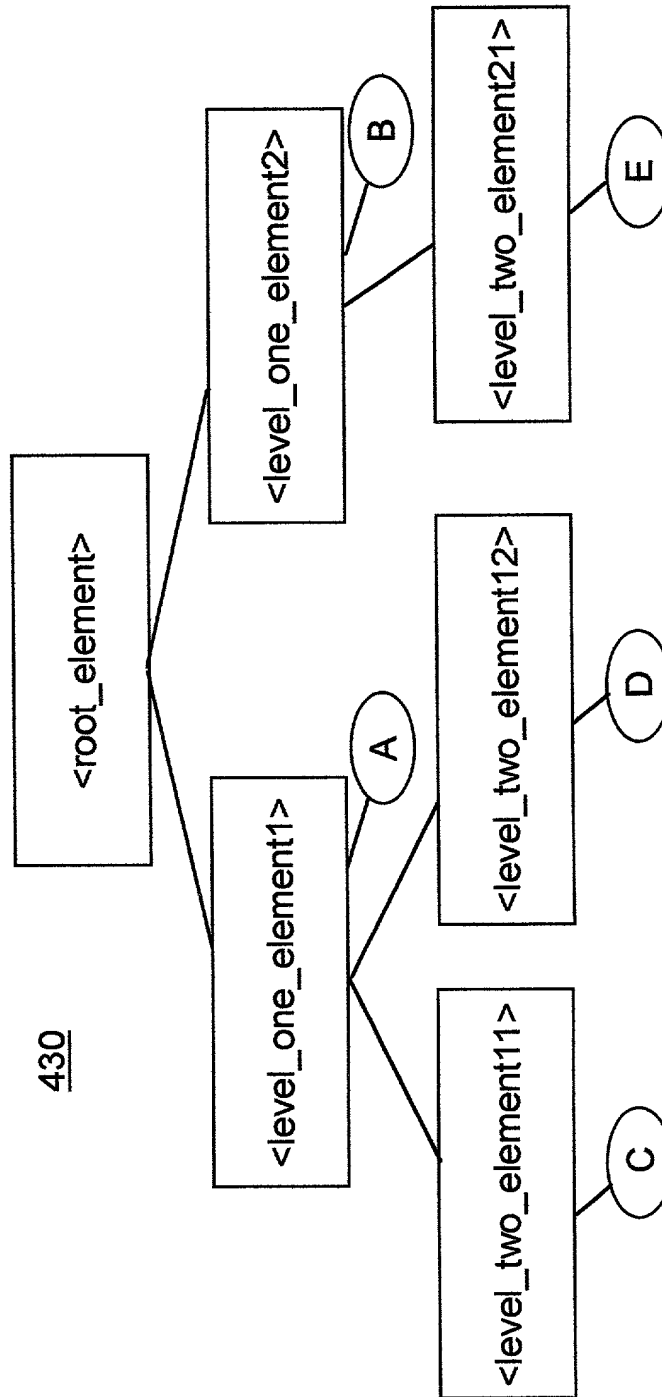 430
<root_element>
<level_one_element1>
<level_one_element2>
A
B
<level_two_element11>
<level_two_element12>
<level_two_element21>
C
D
E